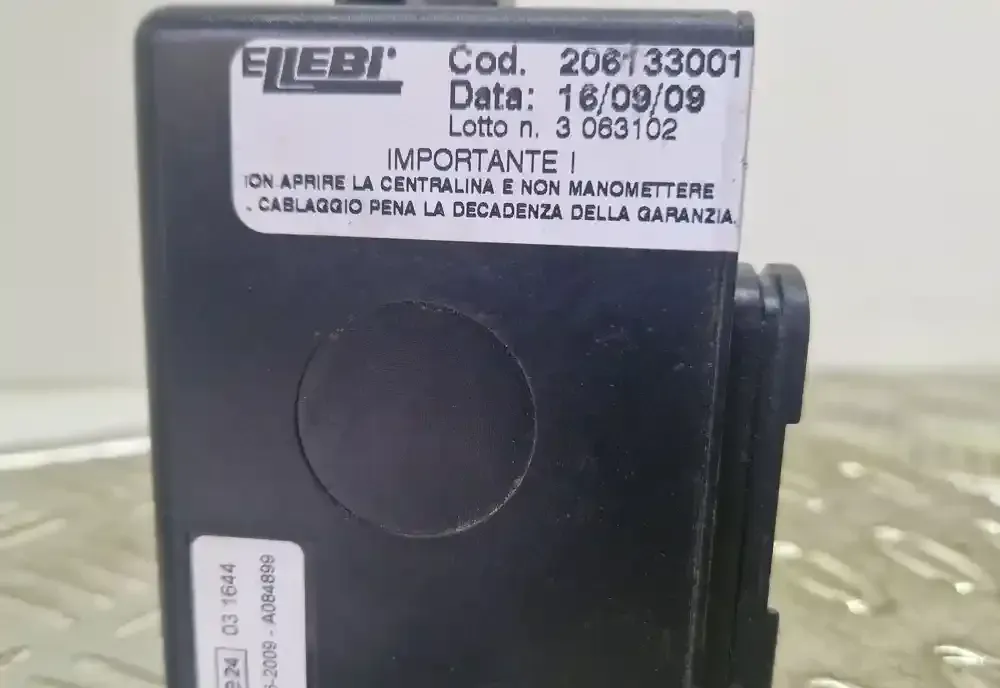 ELLEBI
Cod. 206133001
Data: 16/09/09
Lotto n. 3 063102
IMPORTANTE !
ION APRIRE LA CENTRALINA E NON MANOMETTERE
. CABLAGGIO PENA LA DECADENZA DELLA GARANZIA.
e24 03 1644
-2009 - A084899